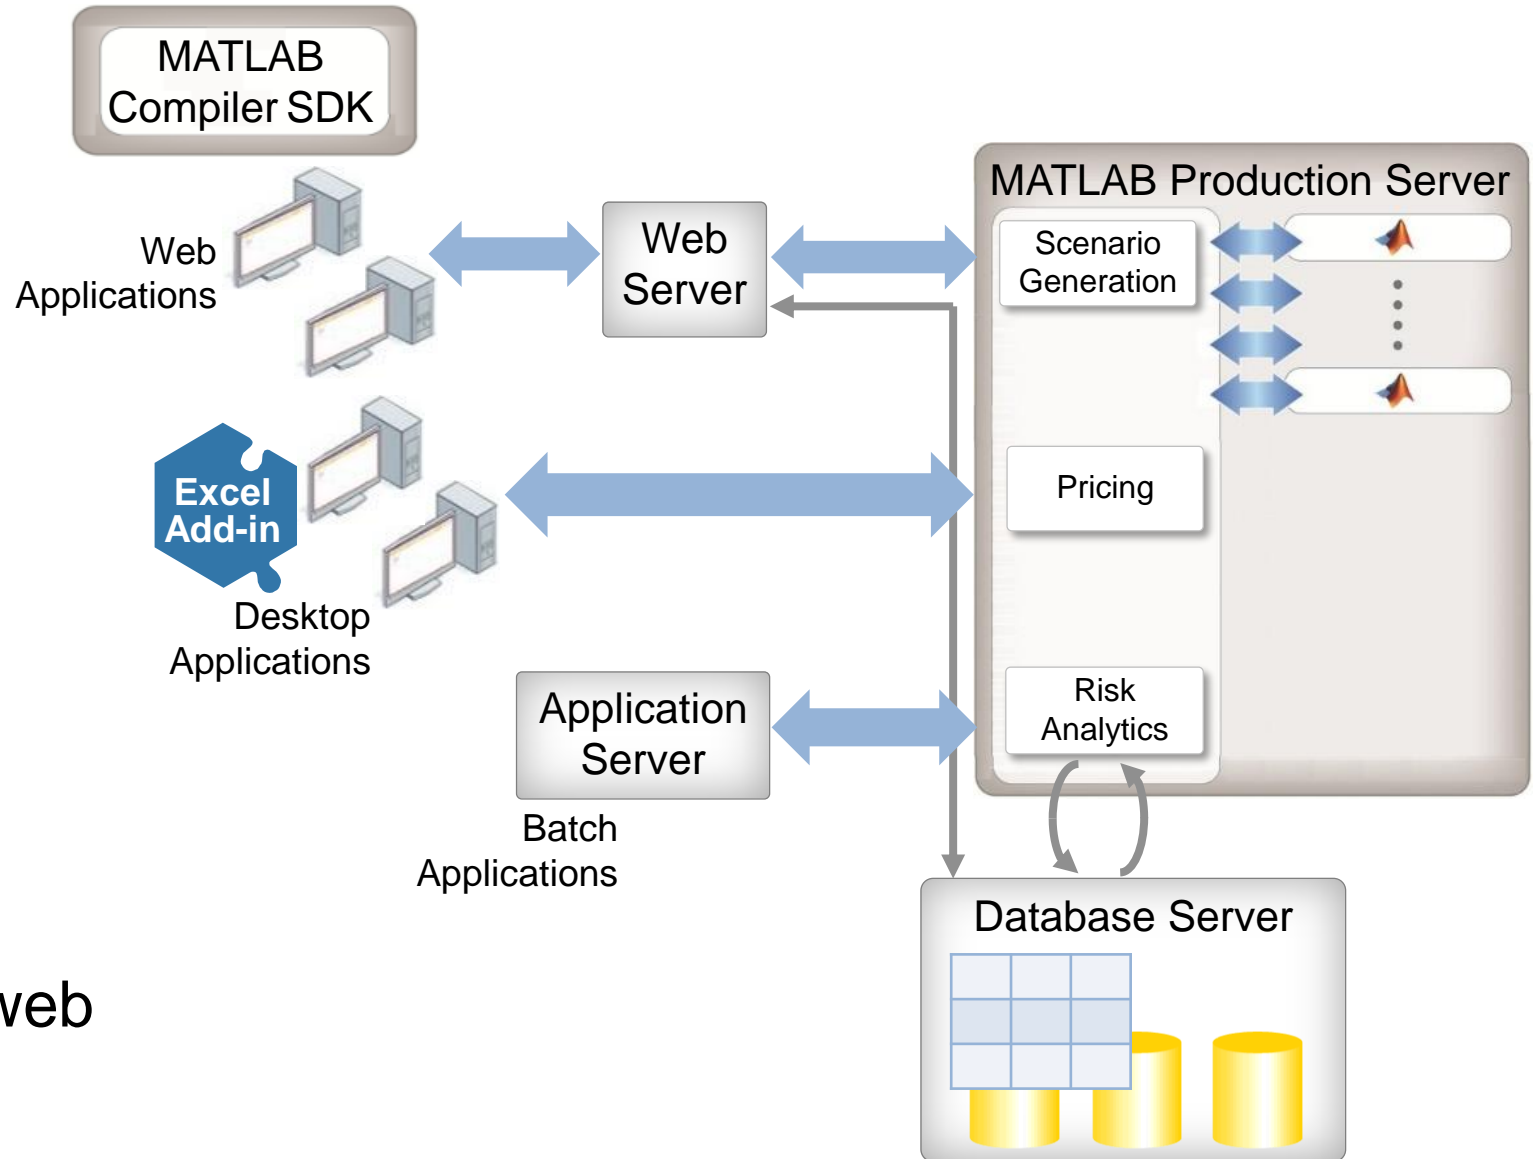 MATLAB
Compiler SDK
MATLAB Production Server
Web
Applications
Web
Server
Scenario
Generation
Excel
Add-in
Pricing
Desktop
Applications
Application
Server
Risk
Analytics
Batch
Applications
Database Server
web